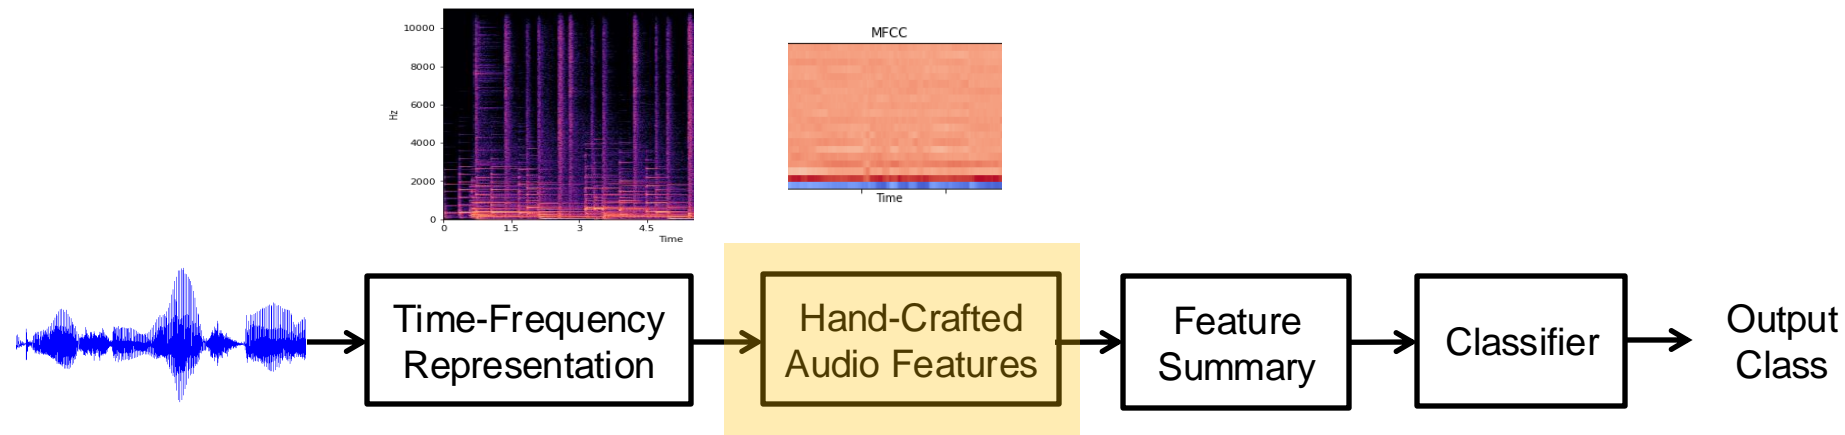 10000
8000
6000
4000
2000
0
Hz
0 1.5 3 4.5
Time
MFCC
Time
Time-Frequency
Representation
Hand-Crafted
Audio Features
Feature
Summary
Classifier
Output
Class